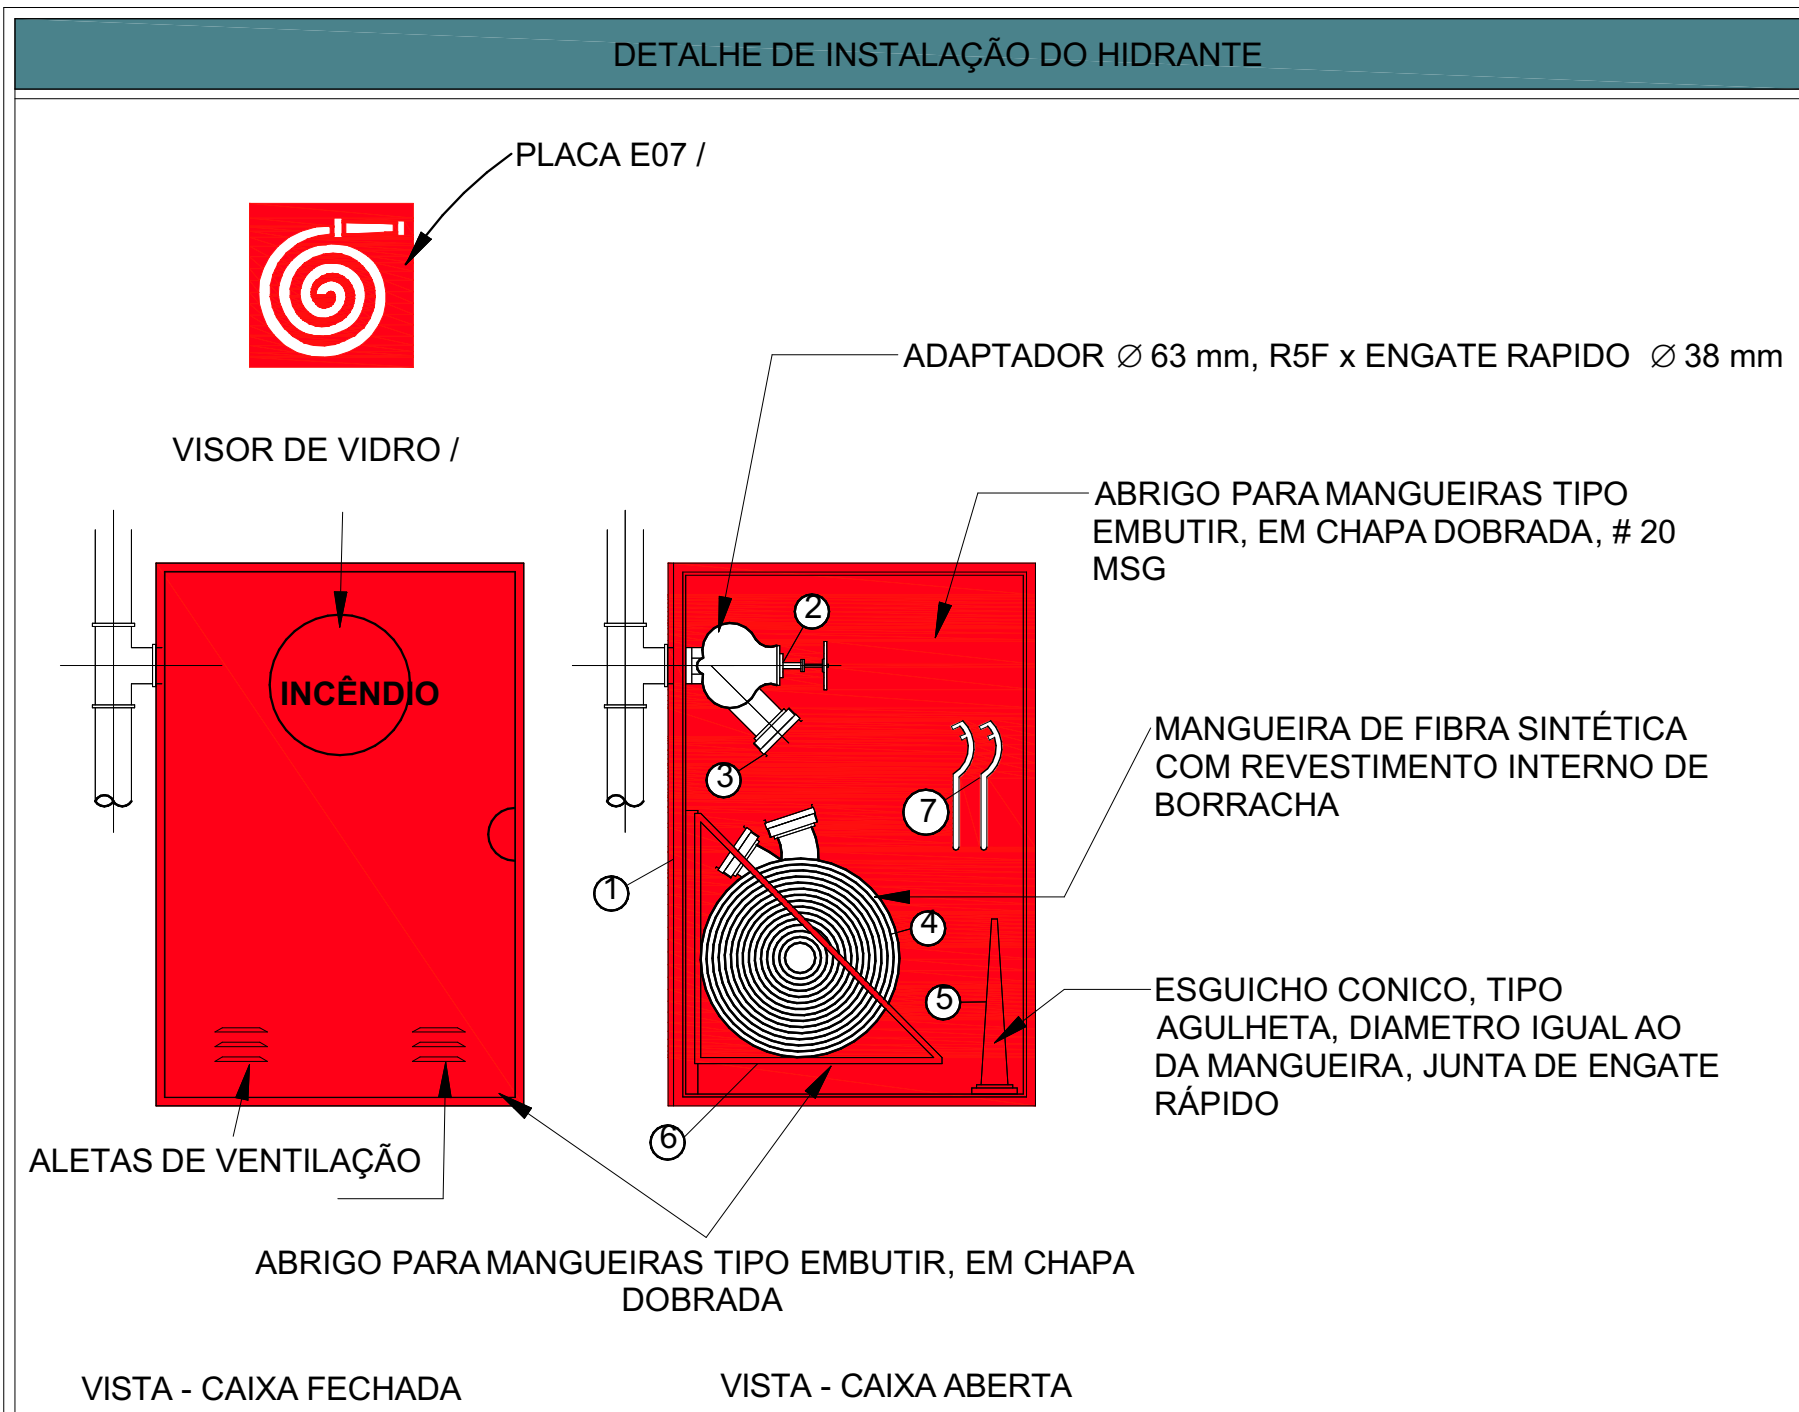 DETALHE DE INSTALAÇÃO DO HIDRANTE
PLACA E07 /
ADAPTADOR ∅ 63 mm, R5F x ENGATE RAPIDO ∅ 38 mm
VISOR DE VIDRO /
ABRIGO PARA MANGUEIRAS TIPO
EMBUTIR, EM CHAPA DOBRADA, # 20
MSG
2
INCÊNDIO
MANGUEIRA DE FIBRA SINTÉTICA
COM REVESTIMENTO INTERNO DE
BORRACHA
3
7
1
4
5
ESGUICHO CONICO, TIPO
AGULHETA, DIAMETRO IGUAL AO
DA MANGUEIRA, JUNTA DE ENGATE
RÁPIDO
6
ALETAS DE VENTILAÇÃO
ABRIGO PARA MANGUEIRAS TIPO EMBUTIR, EM CHAPA
DOBRADA
VISTA - CAIXA FECHADA
VISTA - CAIXA ABERTA